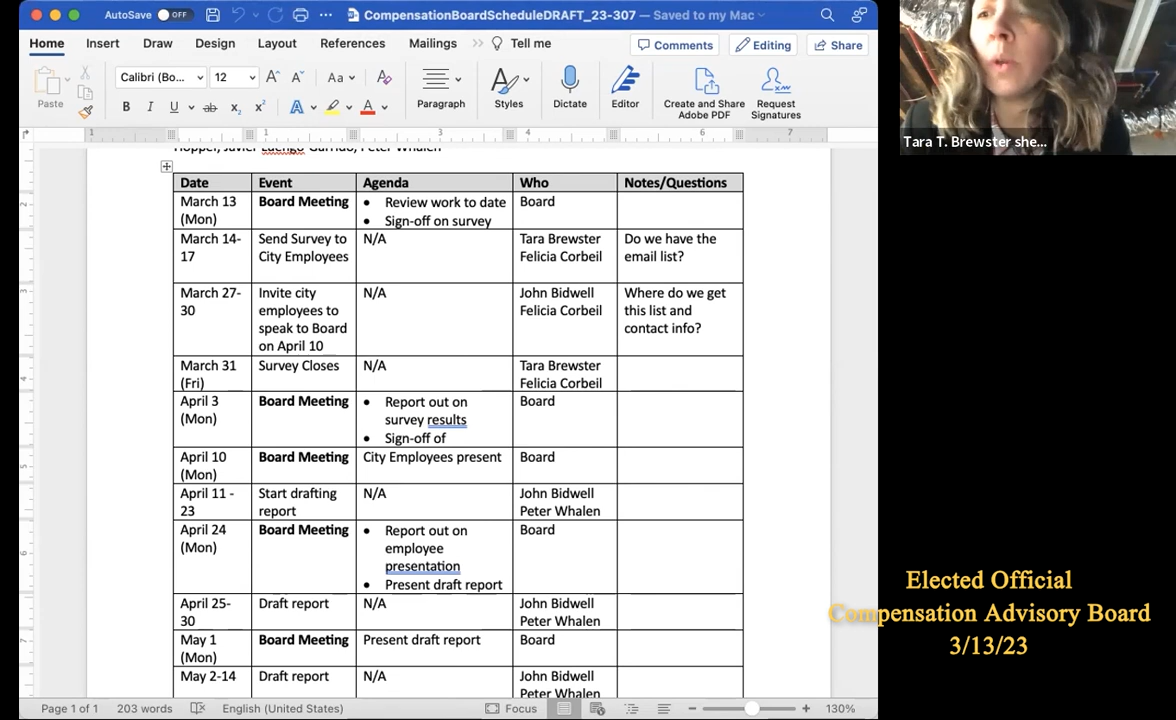 AutoSave OFF CompensationBoardScheduleDRAFT_23-307 — Saved to my Mac
Home Insert Draw Design Layout References Mailings Tell me Comments Editing Share
Paste Calibri (Bo... 12 Aa Paragraph Styles Dictate Editor Create and Share Adobe PDF Request Signatures
B I U ab x₂ x² A A
1 1 3 4 6 7
Date Event Agenda Who Notes/Questions
March 13 (Mon) Board Meeting • Review work to date • Sign-off on survey Board
March 14-17 Send Survey to City Employees N/A Tara Brewster Felicia Corbeil Do we have the email list?
March 27-30 Invite city employees to speak to Board on April 10 N/A John Bidwell Felicia Corbeil Where do we get this list and contact info?
March 31 (Fri) Survey Closes N/A Tara Brewster Felicia Corbeil
April 3 (Mon) Board Meeting • Report out on survey results • Sign-off of Board
April 10 (Mon) Board Meeting City Employees present Board
April 11 - 23 Start drafting report N/A John Bidwell Peter Whalen
April 24 (Mon) Board Meeting • Report out on employee presentation • Present draft report Board
April 25-30 Draft report N/A John Bidwell Peter Whalen
May 1 (Mon) Board Meeting Present draft report Board
May 2-14 Draft report N/A John Bidwell Peter Whalen
Page 1 of 1 203 words English (United States) Focus 130%
Tara T. Brewster she...
Elected Official
Compensation Advisory Board
3/13/23